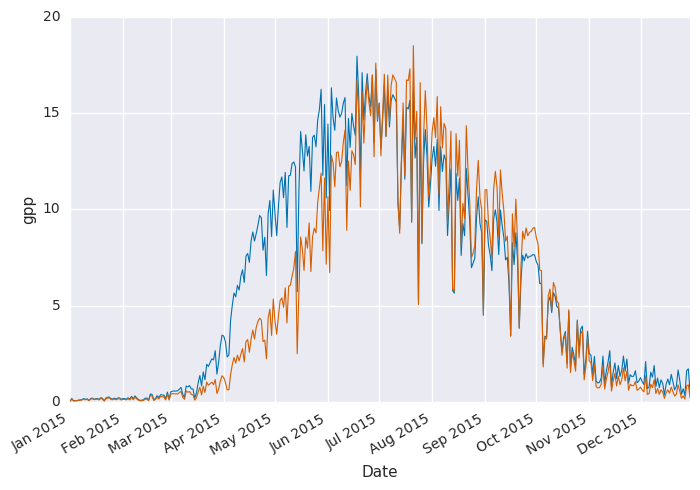 20
15
10
5
0
gpp
Jan 2015
Feb 2015
Mar 2015
Apr 2015
May 2015
Jun 2015
Jul 2015
Aug 2015
Sep 2015
Oct 2015
Nov 2015
Dec 2015
Date